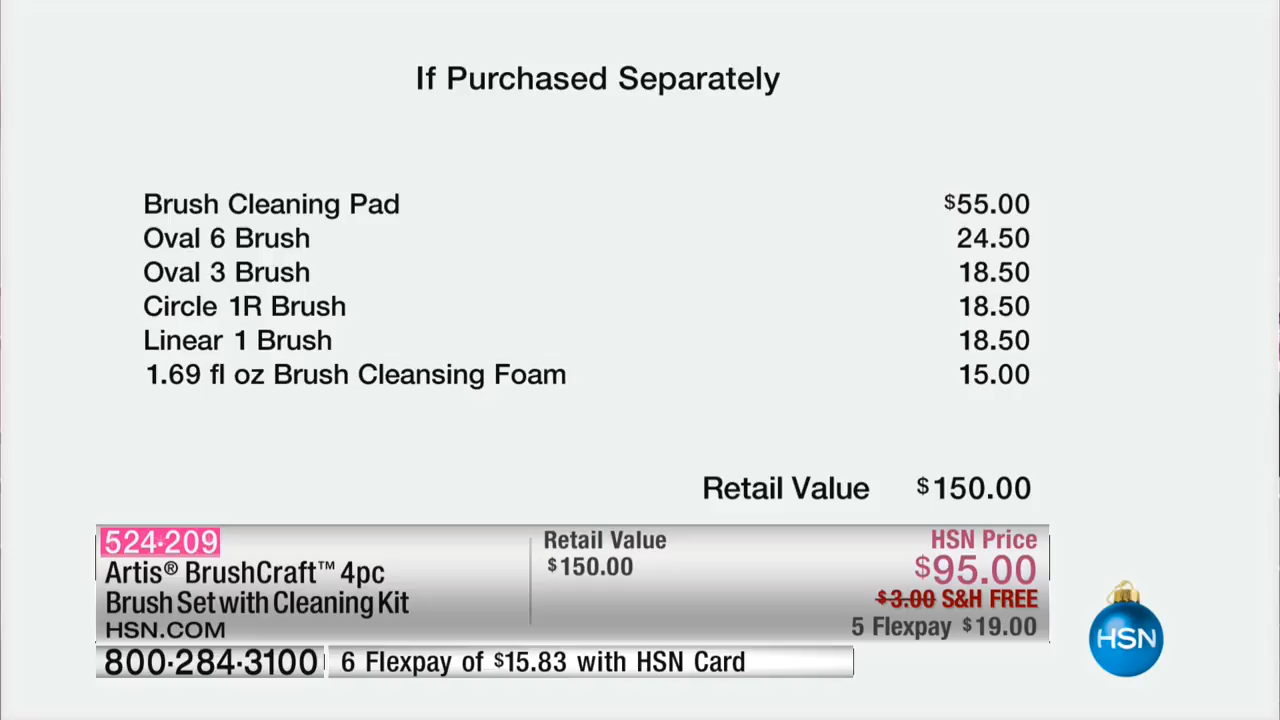 If Purchased Separately
Brush Cleaning Pad $55.00
Oval 6 Brush 24.50
Oval 3 Brush 18.50
Circle 1R Brush 18.50
Linear 1 Brush 18.50
1.69 fl oz Brush Cleansing Foam 15.00
Retail Value $150.00
524·209
Artis® BrushCraft™ 4pc
Brush Set with Cleaning Kit
HSN.COM
Retail Value
$150.00
HSN Price
$95.00
$3.00 S&H FREE
5 Flexpay $19.00
800·284·3100
6 Flexpay of $15.83 with HSN Card
HSN